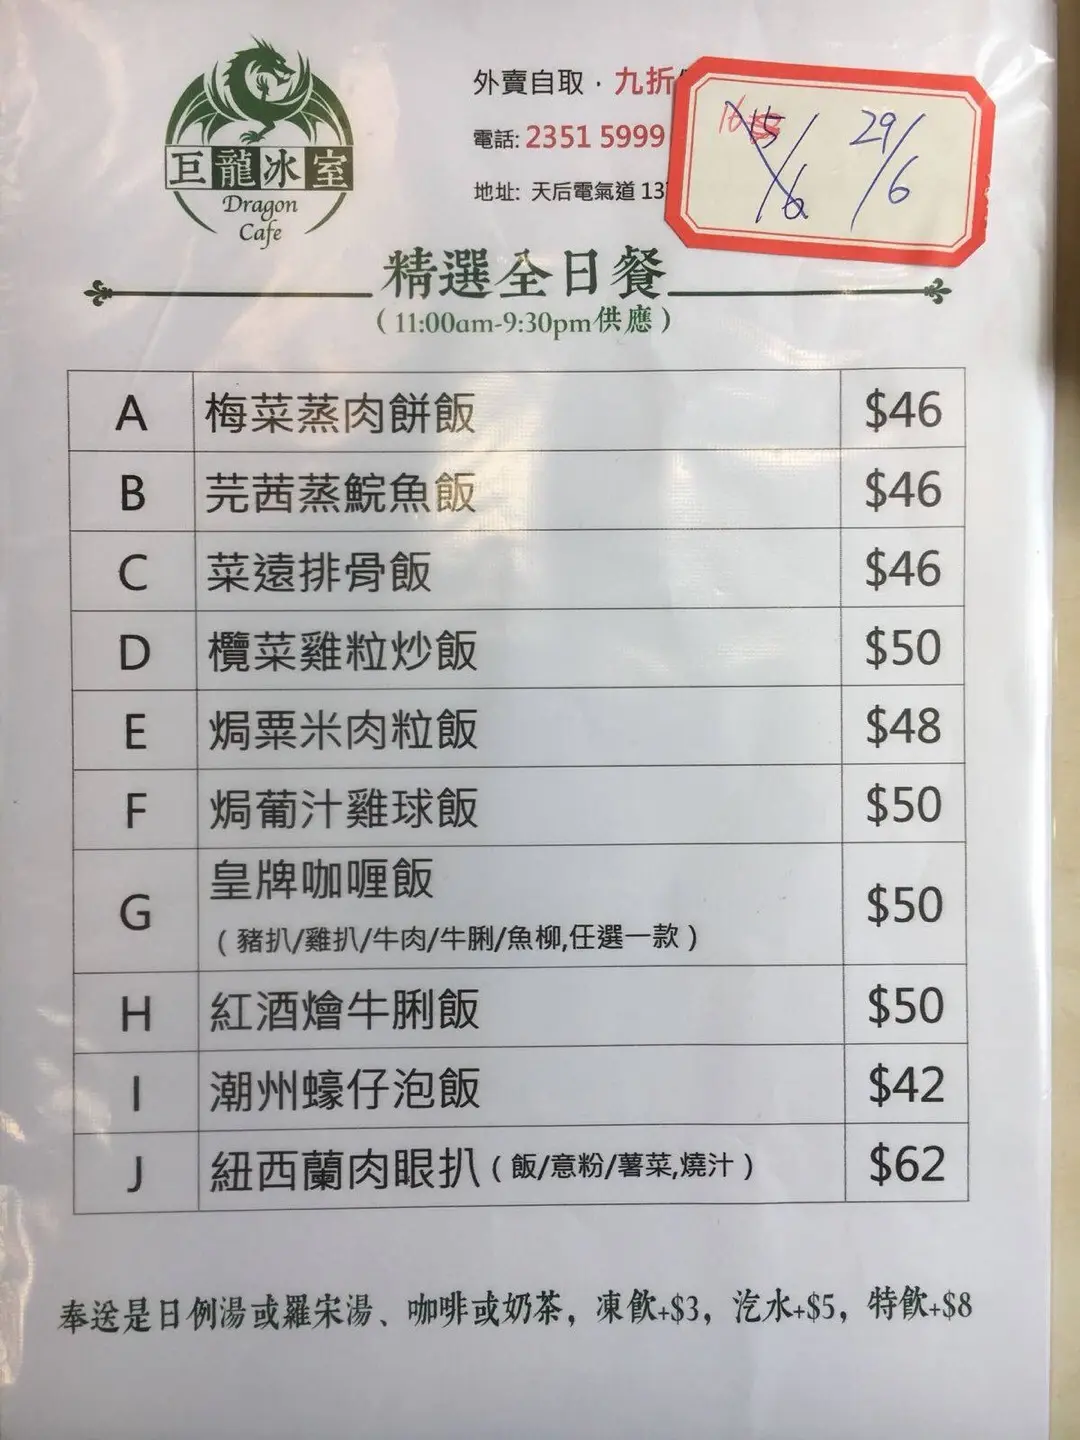 巨龍冰室
Dragon
Cafe
外賣自取，九折
電話: 2351 5999
地址: 天后電氣道 13
29/6
精選全日餐
(11:00am-9:30pm供應)
A 梅菜蒸肉餅飯 $46
B 芫茜蒸鯇魚飯 $46
C 菜遠排骨飯 $46
D 欖菜雞粒炒飯 $50
E 焗粟米肉粒飯 $48
F 焗葡汁雞球飯 $50
G 皇牌咖喱飯 $50
(豬扒/雞扒/牛肉/牛脷/魚柳,任選一款)
H 紅酒燴牛脷飯 $50
I 潮州蠔仔泡飯 $42
J 紐西蘭肉眼扒(飯/意粉/薯菜,燒汁) $62
奉送是日例湯或羅宋湯、咖啡或奶茶，凍飲+$3，汽水+$5，特飲+$8